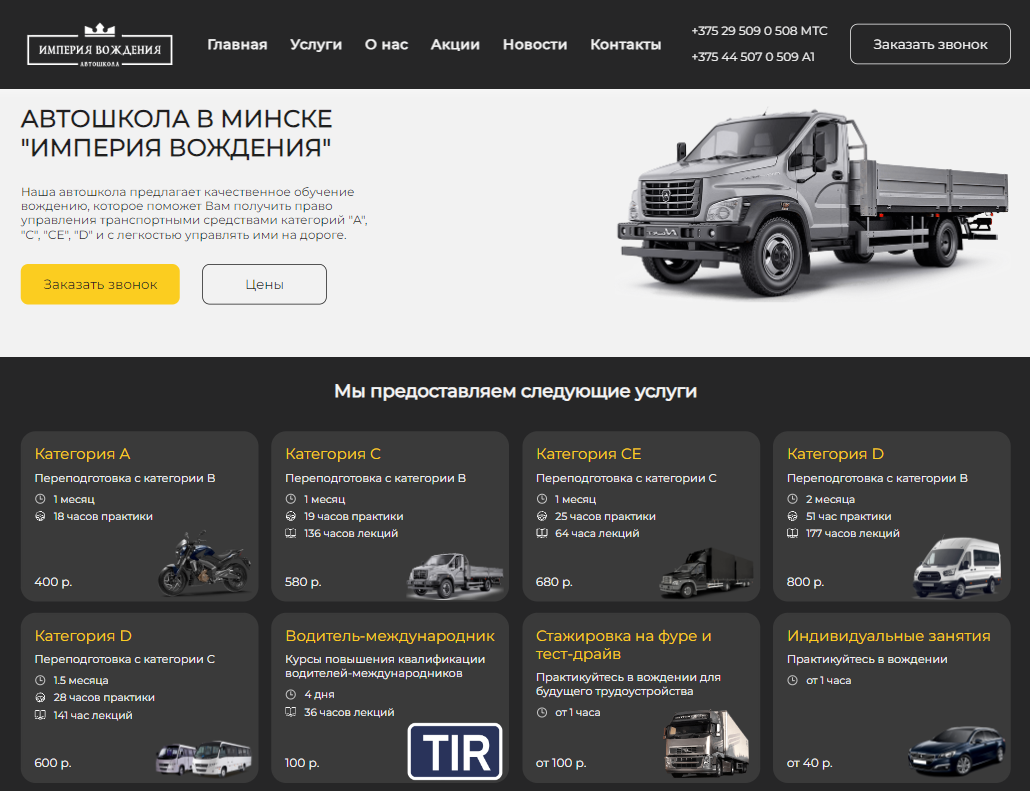 ИМПЕРИЯ ВОЖДЕНИЯ
АВТОШКОЛА
Главная
Услуги
О нас
Акции
Новости
Контакты
+375 29 509 0 508 МТС
+375 44 507 0 509 A1
Заказать звонок
АВТОШКОЛА В МИНСКЕ
"ИМПЕРИЯ ВОЖДЕНИЯ"
Наша автошкола предлагает качественное обучение
вождению, которое поможет Вам получить право
управления транспортными средствами категорий "А",
"С", "СЕ", "D" и с легкостью управлять ими на дороге.
Заказать звонок
Цены
Мы предоставляем следующие услуги
Категория А
Переподготовка с категории В
1 месяц
18 часов практики
400 р.
Категория С
Переподготовка с категории В
1 месяц
19 часов практики
136 часов лекций
580 р.
Категория СЕ
Переподготовка с категории С
1 месяц
25 часов практики
64 часа лекций
680 р.
Категория D
Переподготовка с категории В
2 месяца
51 час практики
177 часов лекций
800 р.
Категория D
Переподготовка с категории С
1.5 месяца
28 часов практики
141 час лекций
600 р.
Водитель-международник
Курсы повышения квалификации
водителей-международников
4 дня
36 часов лекций
100 р.
TIR
Стажировка на фуре и
тест-драйв
Практикуйтесь в вождении для
будущего трудоустройства
от 1 часа
от 100 р.
Индивидуальные занятия
Практикуйтесь в вождении
от 1 часа
от 40 р.